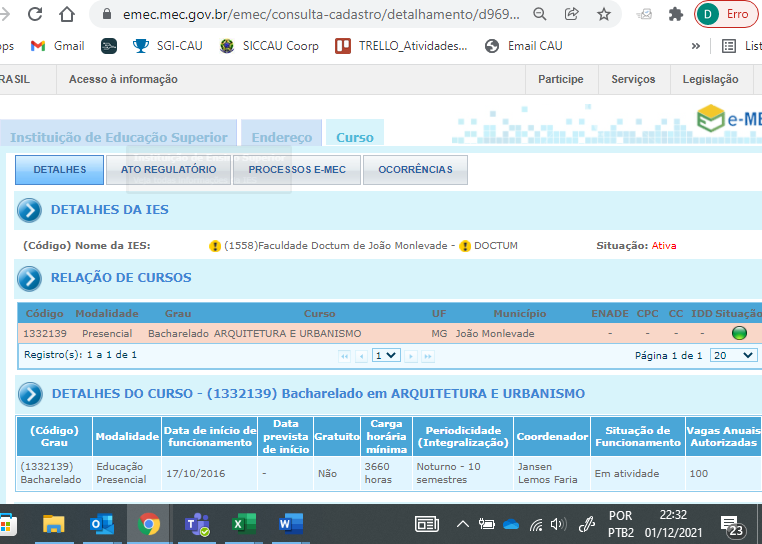 emec.mec.gov.br/emec/consulta-cadastro/detalhamento/d969...
D Erro
Gmail SGI-CAU SICCAU Coorp TRELLO_Atividades... Email CAU » List
RASIL Acesso à informação Participe Serviços Legislação
e-ME
Instituição de Educação Superior Endereço Curso
DETALHES ATO REGULATÓRIO PROCESSOS E-MEC OCORRÊNCIAS
DETALHES DA IES
(Código) Nome da IES: (1558)Faculdade Doctum de João Monlevade - DOCTUM Situação: Ativa
RELAÇÃO DE CURSOS
Código Modalidade Grau Curso UF Município ENADE CPC CC IDD Situação
1332139 Presencial Bacharelado ARQUITETURA E URBANISMO MG João Monlevade - - - -
Registro(s): 1 a 1 de 1 1 Página 1 de 1 20
DETALHES DO CURSO - (1332139) Bacharelado em ARQUITETURA E URBANISMO
(Código) Grau Modalidade Data de início de funcionamento Data prevista de início Gratuito Carga horária mínima Periodicidade (Integralização) Coordenador Situação de Funcionamento Vagas Anuais Autorizadas
(1332139) Bacharelado Educação Presencial 17/10/2016 - Não 3660 horas Noturno - 10 semestres Jansen Lemos Faria Em atividade 100
POR 22:32
PTB2 01/12/2021 23